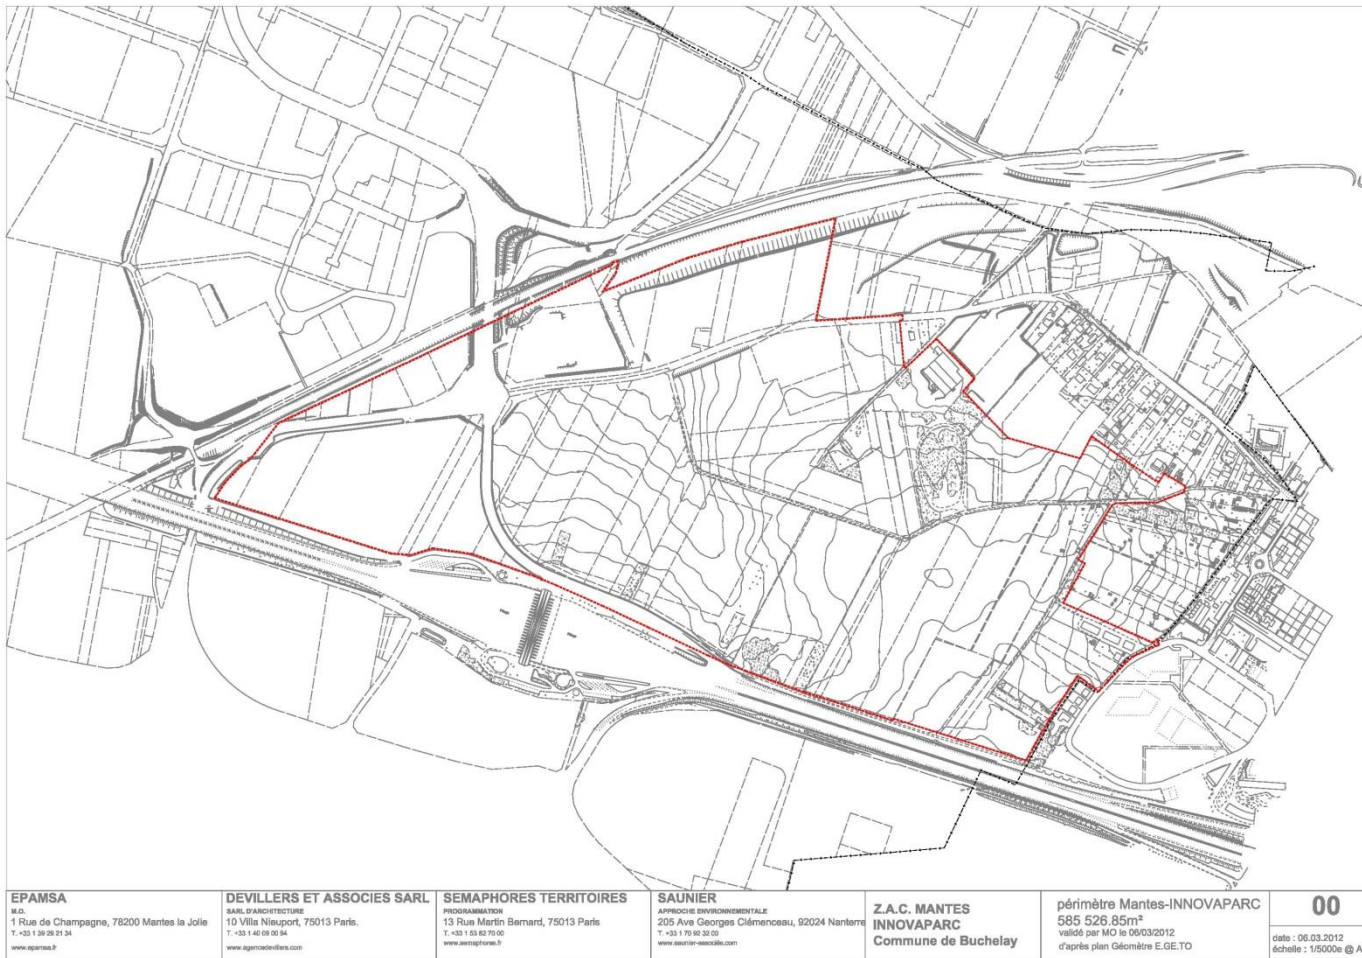 EPAMSA
M.O.
1 Rue de Champagne, 78200 Mantes la Jolie
T. +33 1 39 29 21 34
www.epamsa.fr
DEVILLERS ET ASSOCIES SARL
SARL D'ARCHITECTURE
10 Villa Nieuport, 75013 Paris.
T. +33 1 40 09 00 94
www.agencedevillers.com
SEMAPHORES TERRITOIRES
PROGRAMMATION
13 Rue Martin Bernard, 75013 Paris
T. +33 1 53 62 70 00
www.semaphores.fr
SAUNIER
APPROCHE ENVIRONNEMENTALE
205 Ave Georges Clémenceau, 92024 Nanterre
T. +33 1 70 92 32 00
www.saunier-associés.com
Z.A.C. MANTES
INNOVAPARC
Commune de Buchelay
périmètre Mantes-INNOVAPARC
585 526.85m²
validé par MO le 06/03/2012
d'après plan Géomètre E.GE.TO
00
date : 06.03.2012
échelle : 1/5000e @ A